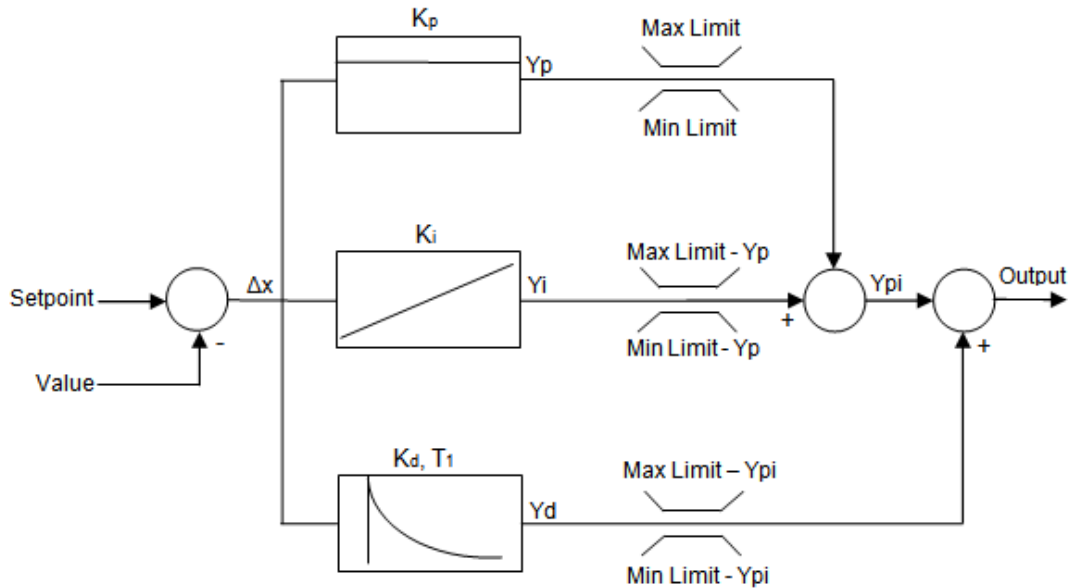 Kp
Yp
Max Limit
Min Limit
Ki
Yi
Max Limit - Yp
Min Limit - Yp
Setpoint
Δx
-
Value
+
Ypi
Output
+
Kd, T1
Yd
Max Limit – Ypi
Min Limit - Ypi